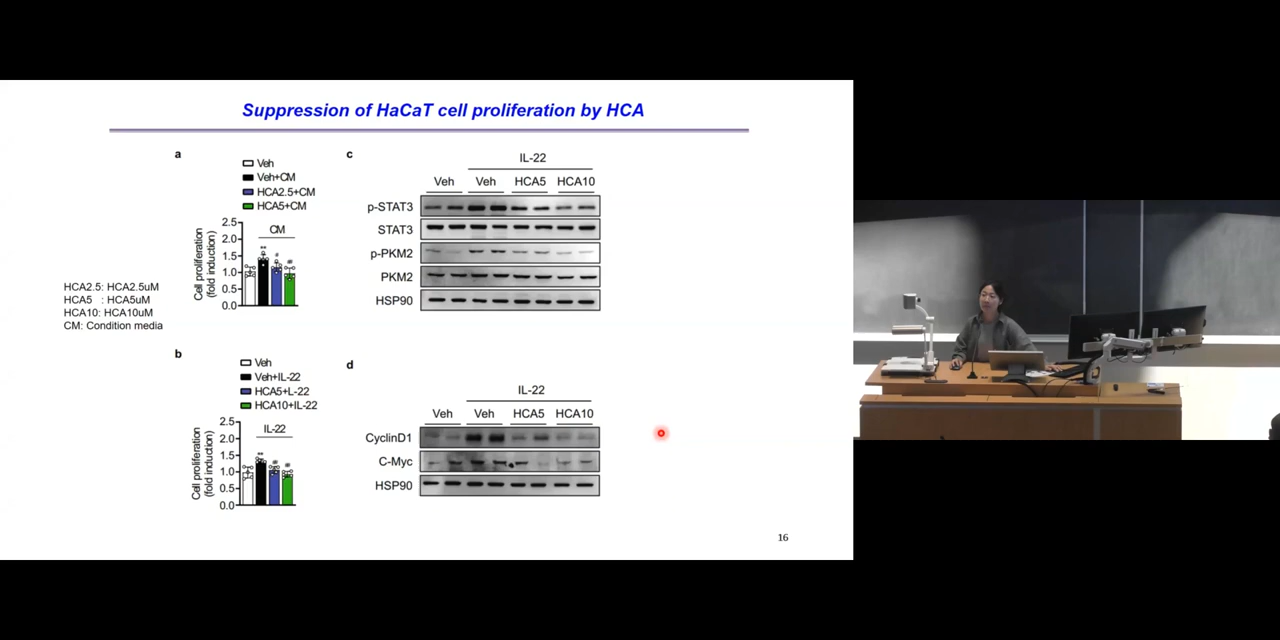 Suppression of HaCaT cell proliferation by HCA
a
Veh
Veh+CM
HCA2.5+CM
HCA5+CM
CM
Cell proliferation
(fold induction)
2.5
2.0
1.5
1.0
0.5
0.0
**
#
##
HCA2.5: HCA2.5uM
HCA5 : HCA5uM
HCA10: HCA10uM
CM: Condition media
b
Veh
Veh+IL-22
HCA5+L-22
HCA10+IL-22
IL-22
Cell proliferation
(fold induction)
2.5
2.0
1.5
1.0
0.5
0.0
**
##
##
c
IL-22
Veh Veh HCA5 HCA10
p-STAT3
STAT3
p-PKM2
PKM2
HSP90
d
IL-22
Veh Veh HCA5 HCA10
CyclinD1
C-Myc
HSP90
16